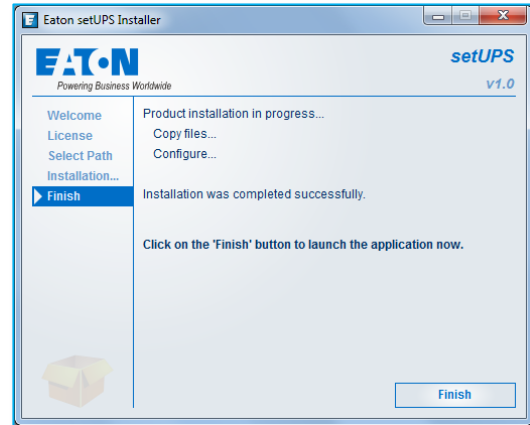 Eaton setUPS Installer
EATON
Powering Business Worldwide
setUPS
v1.0
Welcome
License
Select Path
Installation...
Finish
Product installation in progress...
Copy files...
Configure...
Installation was completed successfully.
Click on the 'Finish' button to launch the application now.
Finish